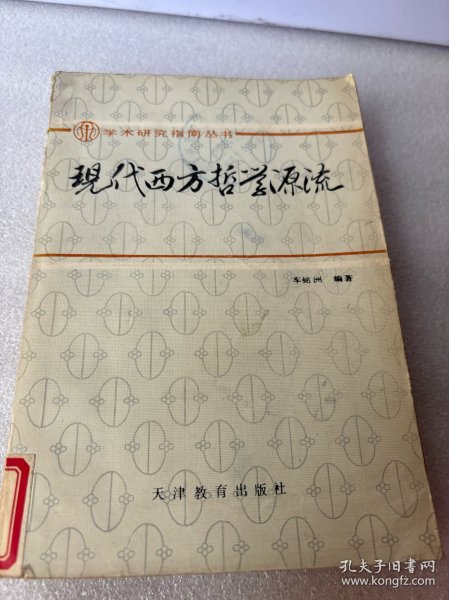 学术研究指南丛书
现代西方哲学源流
车铭洲 编著
天津教育出版社
孔夫子旧书网
www.kongfz.com